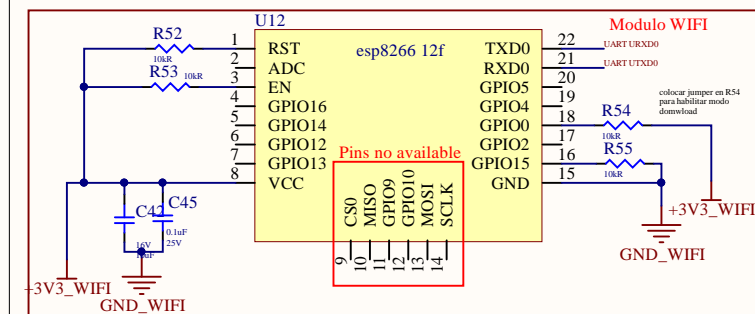 U12
Modulo WIFI
esp8266 12f
R52
10kR
R53
10kR
1
2
3
4
5
6
7
8
RST
ADC
EN
GPIO16
GPIO14
GPIO12
GPIO13
VCC
TXD0
RXD0
GPIO5
GPIO4
GPIO0
GPIO2
GPIO15
GND
22
21
20
19
18
17
16
15
UART URXD0
UART UTXD0
colocar jumper en R54
para habilitar modo
domwload
R54
10kR
R55
10kR
Pins no available
CS0
MISO
GPIO9
GPIO10
MOSI
SCLK
9
10
11
12
13
14
C42
16V
C45
0.1uF
25V
+3V3_WIFI
GND_WIFI
+3V3_WIFI
GND_WIFI